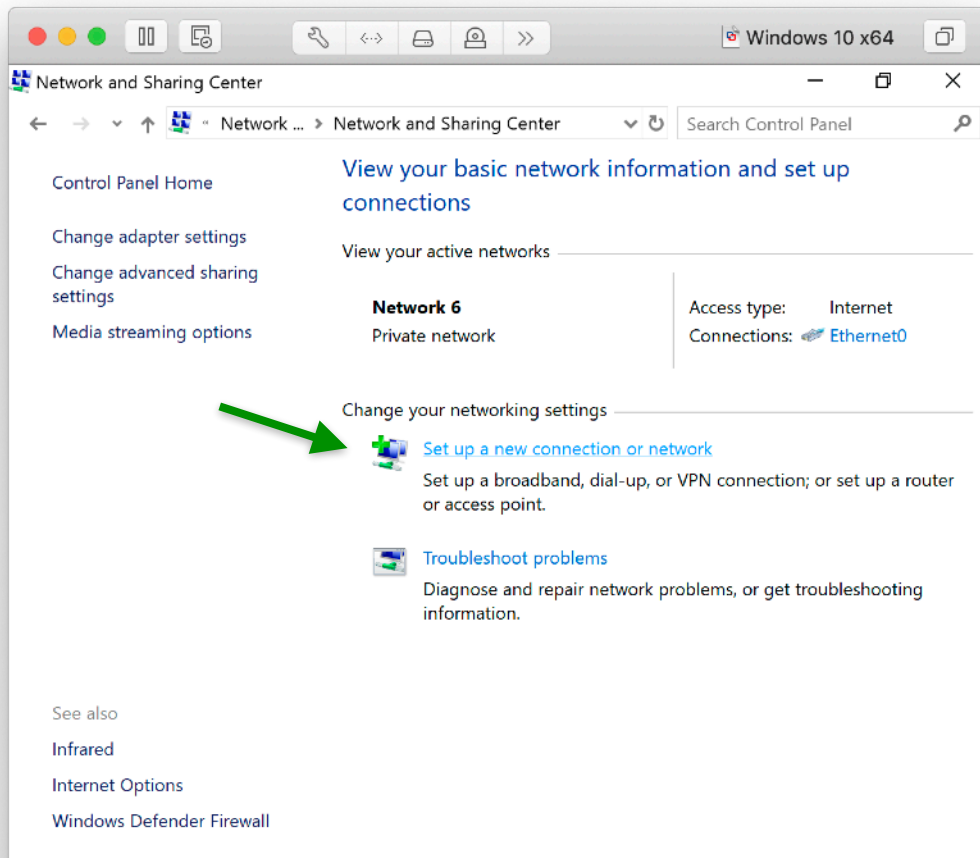 Windows 10 x64
Network and Sharing Center
« Network ... > Network and Sharing Center
Search Control Panel
Control Panel Home
Change adapter settings
Change advanced sharing
settings
Media streaming options
View your basic network information and set up
connections
View your active networks
Network 6
Private network
Access type: Internet
Connections: Ethernet0
Change your networking settings
Set up a new connection or network
Set up a broadband, dial-up, or VPN connection; or set up a router
or access point.
Troubleshoot problems
Diagnose and repair network problems, or get troubleshooting
information.
See also
Infrared
Internet Options
Windows Defender Firewall